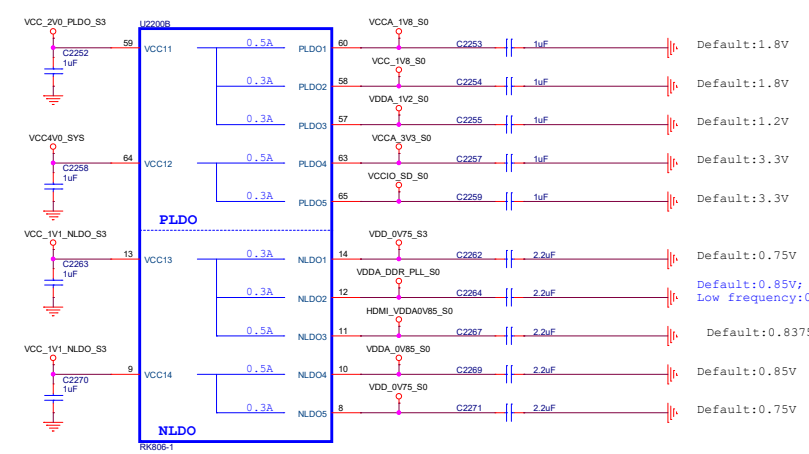 VCC_2V0_PLDO_S3
U2200B
VCCA_1V8_S0
C2252
1uF
59
VCC11
0.5A
PLDO1
60
C2253
1uF
Default:1.8V
VCC_1V8_S0
0.3A
PLDO2
58
C2254
1uF
Default:1.8V
VDDA_1V2_S0
0.3A
PLDO3
57
C2255
1uF
Default:1.2V
VCC4V0_SYS
VCCA_3V3_S0
C2258
1uF
64
VCC12
0.5A
PLDO4
63
C2257
1uF
Default:3.3V
VCCIO_SD_S0
0.3A
PLDO5
65
C2259
1uF
Default:3.3V
PLDO
VCC_1V1_NLDO_S3
VDD_0V75_S3
C2263
1uF
13
VCC13
0.3A
NLDO1
14
C2262
2.2uF
Default:0.75V
VDDA_DDR_PLL_S0
0.3A
NLDO2
12
C2264
2.2uF
Default:0.85V;
Low frequency:0
HDMI_VDDA0V85_S0
0.5A
NLDO3
11
C2267
2.2uF
Default:0.8375
VCC_1V1_NLDO_S3
VDDA_0V85_S0
C2270
1uF
9
VCC14
0.5A
NLDO4
10
C2269
2.2uF
Default:0.85V
VDD_0V75_S0
0.3A
NLDO5
8
C2271
2.2uF
Default:0.75V
NLDO
RK806-1